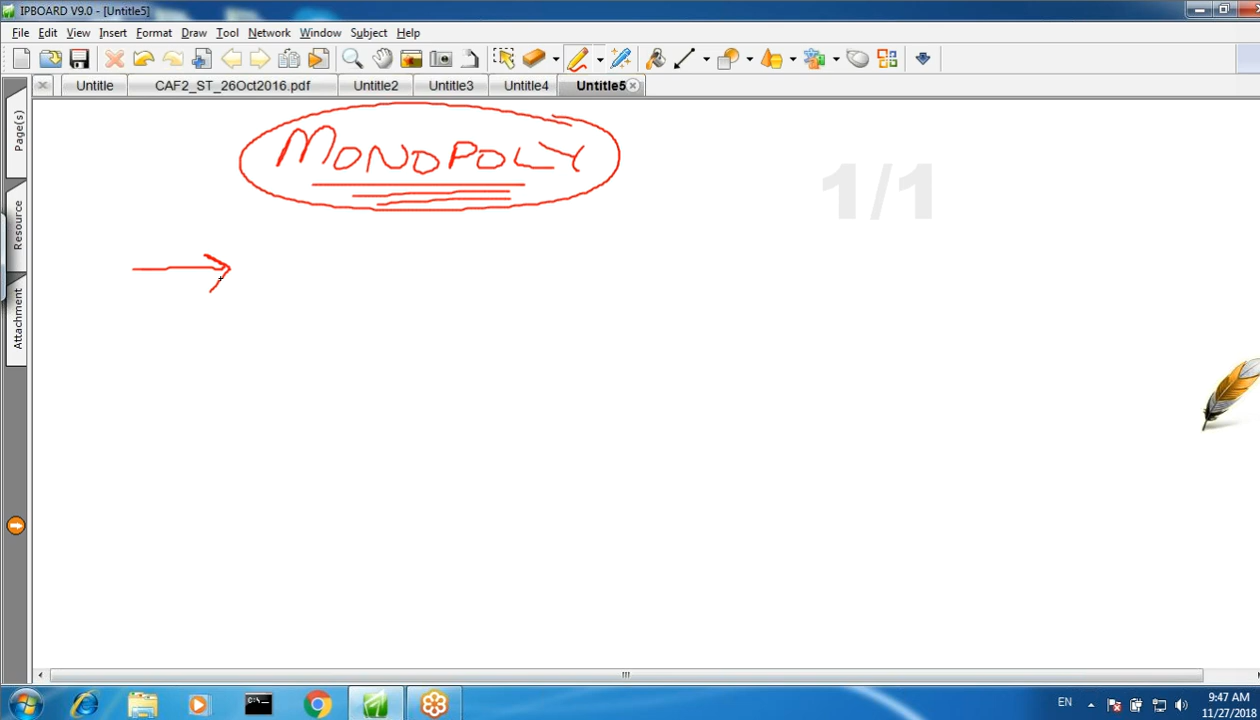 IPBOARD V9.0 - [Untitle5]
File Edit View Insert Format Draw Tool Network Window Subject Help
Untitle CAF2_ST_26Oct2016.pdf Untitle2 Untitle3 Untitle4 Untitle5
MONOPOLY
1/1
Page(s)
Resource
Attachment
EN
9:47 AM
11/27/2018